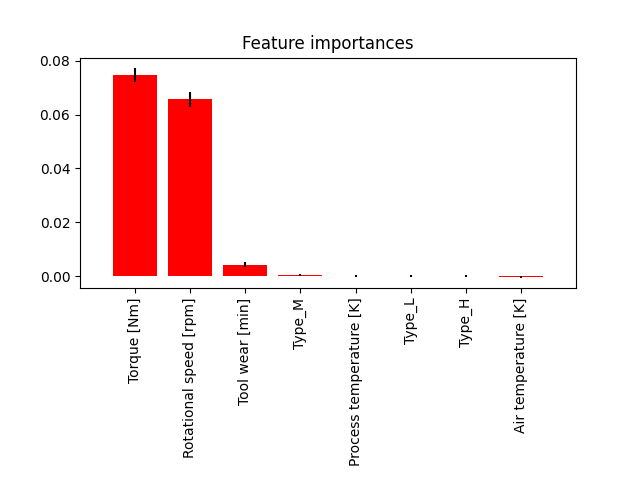 Feature importances
0.08
0.06
0.04
0.02
0.00
Torque [Nm]
Rotational speed [rpm]
Tool wear [min]
Type_M
Process temperature [K]
Type_L
Type_H
Air temperature [K]